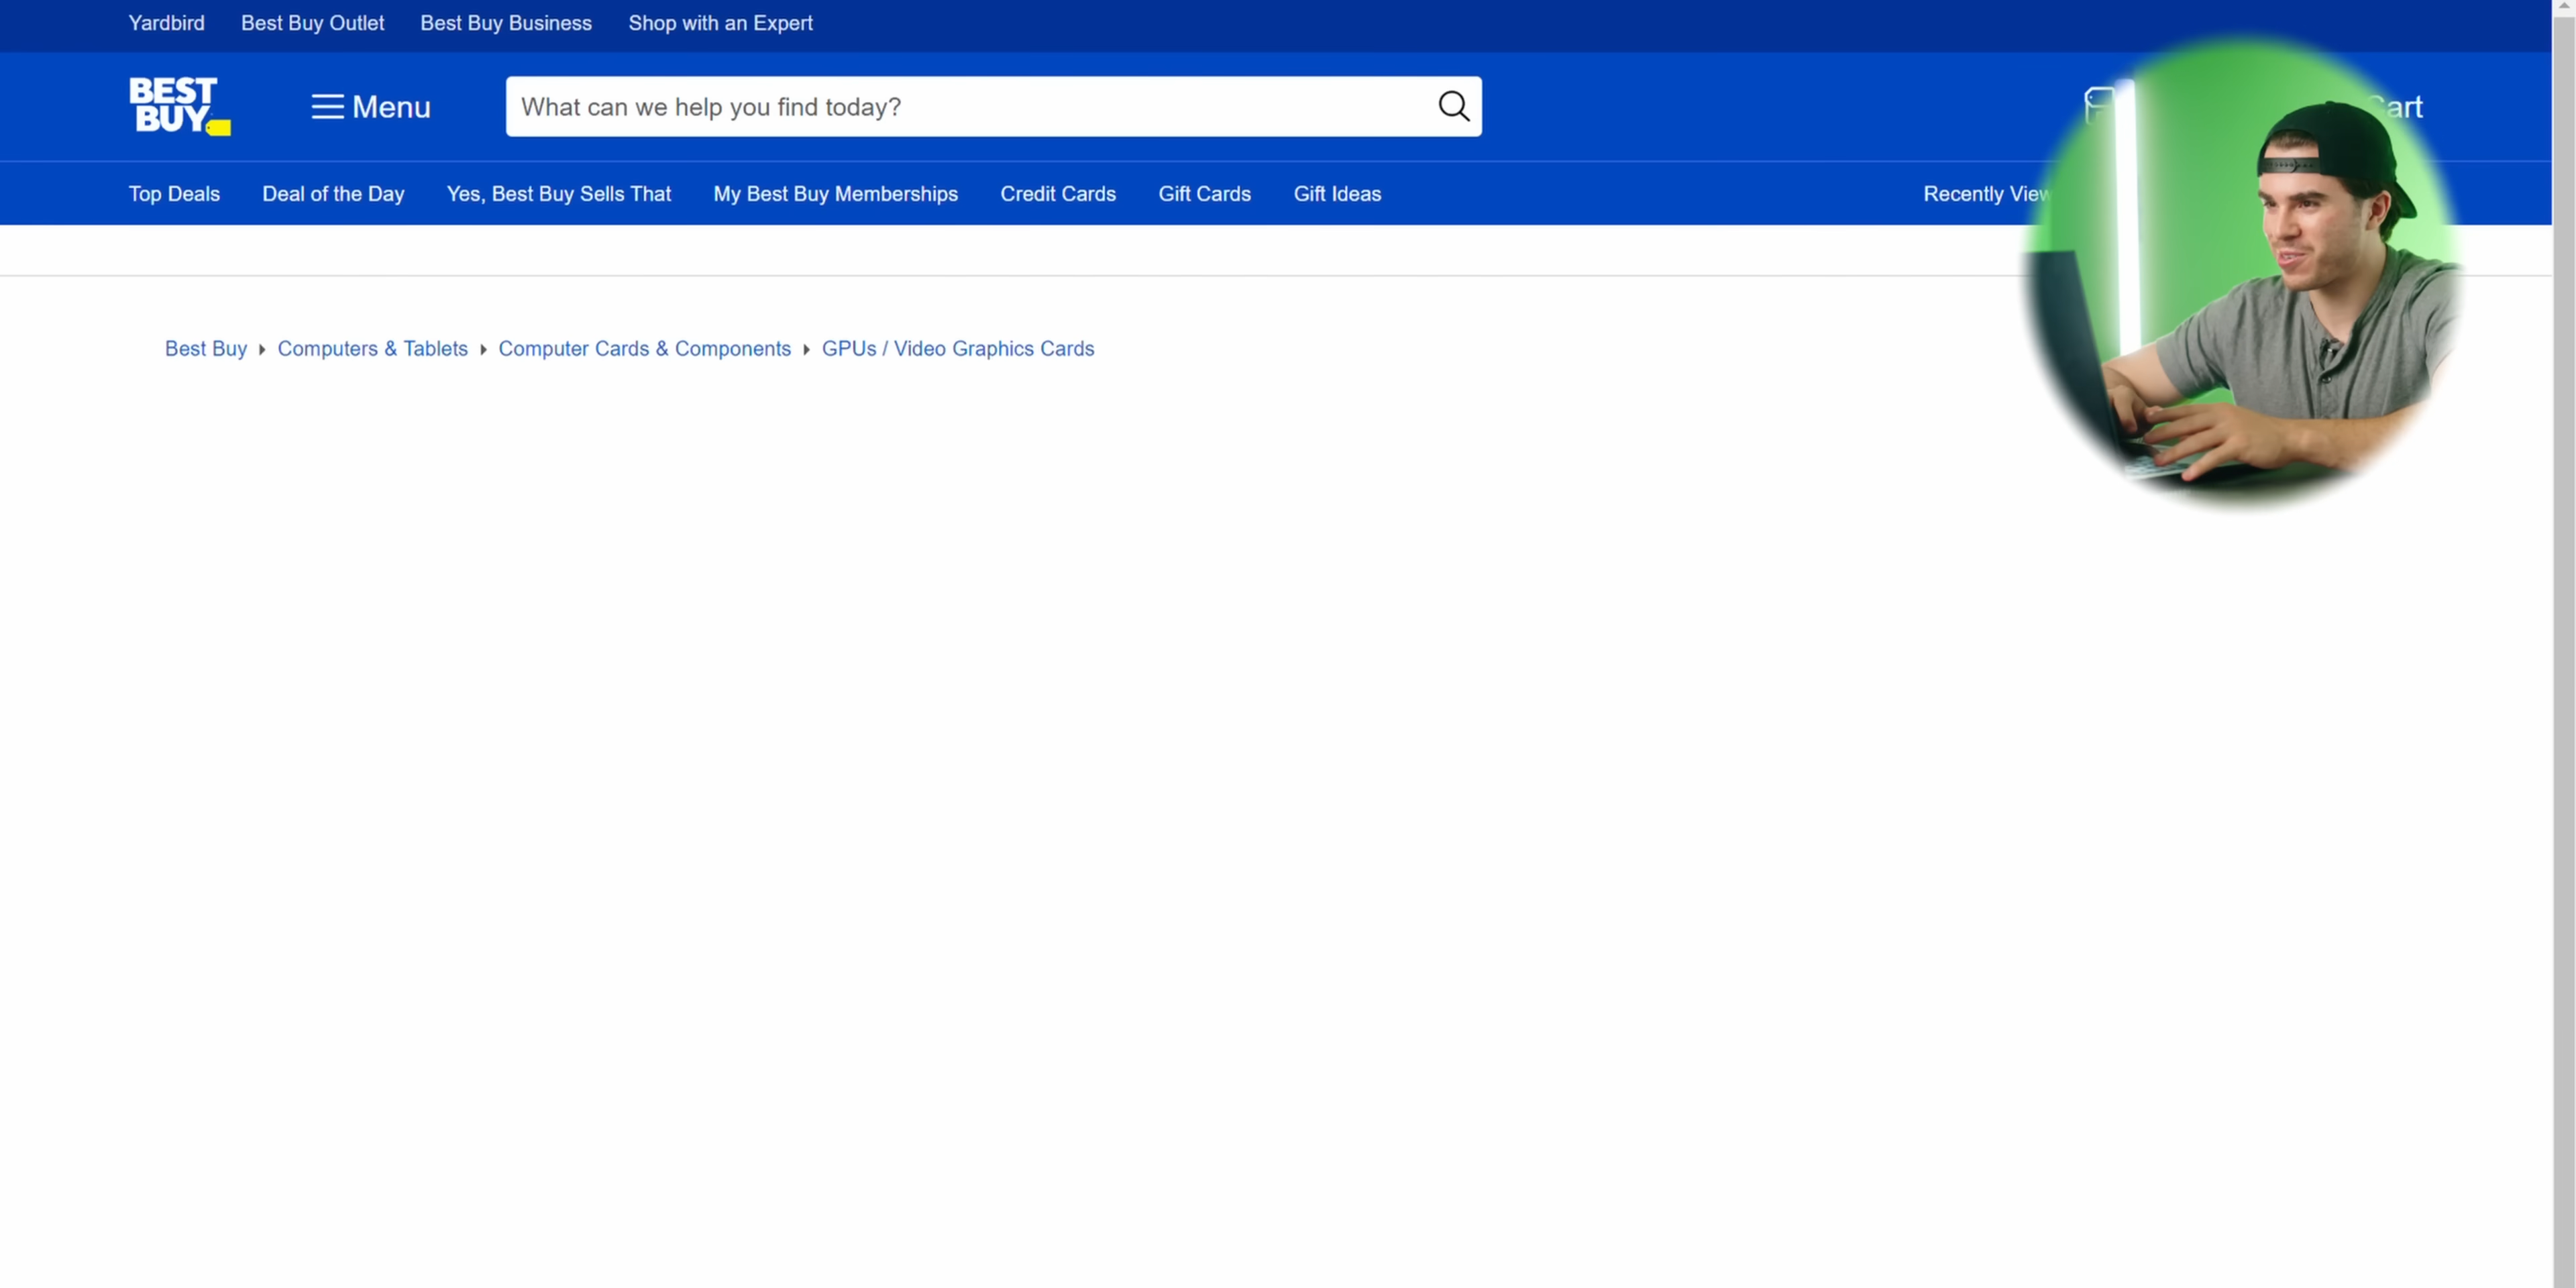 Yardbird Best Buy Outlet Best Buy Business Shop with an Expert
BEST
BUY
Menu
What can we help you find today?
Top Deals Deal of the Day Yes, Best Buy Sells That My Best Buy Memberships Credit Cards Gift Cards Gift Ideas Recently
Best Buy Computers & Tablets Computer Cards & Components GPUs / Video Graphics Cards